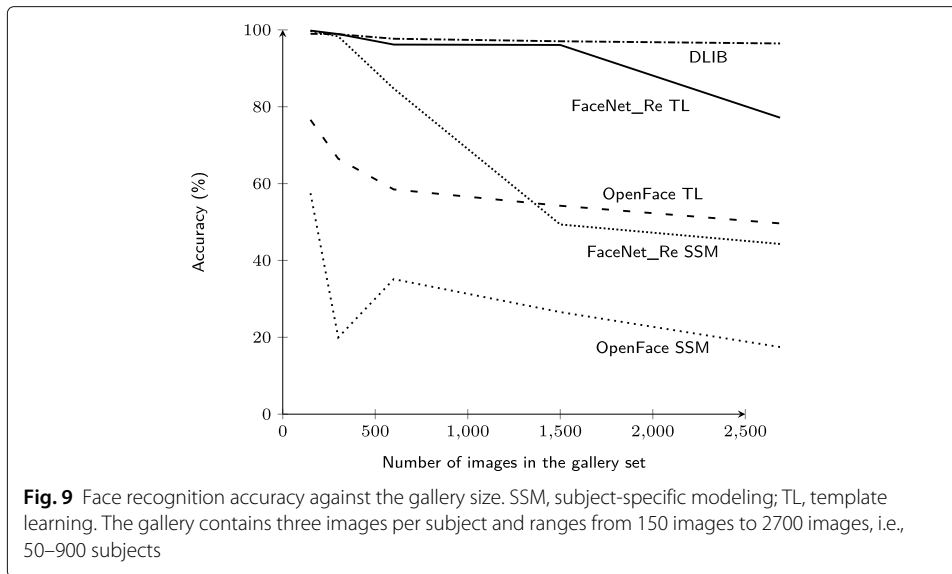 100
80
60
40
20
0
Accuracy (%)
DLIB
FaceNet_Re TL
OpenFace TL
FaceNet_Re SSM
OpenFace SSM
0 500 1,000 1,500 2,000 2,500
Number of images in the gallery set
Fig. 9 Face recognition accuracy against the gallery size. SSM, subject-specific modeling; TL, template
learning. The gallery contains three images per subject and ranges from 150 images to 2700 images, i.e.,
50–900 subjects